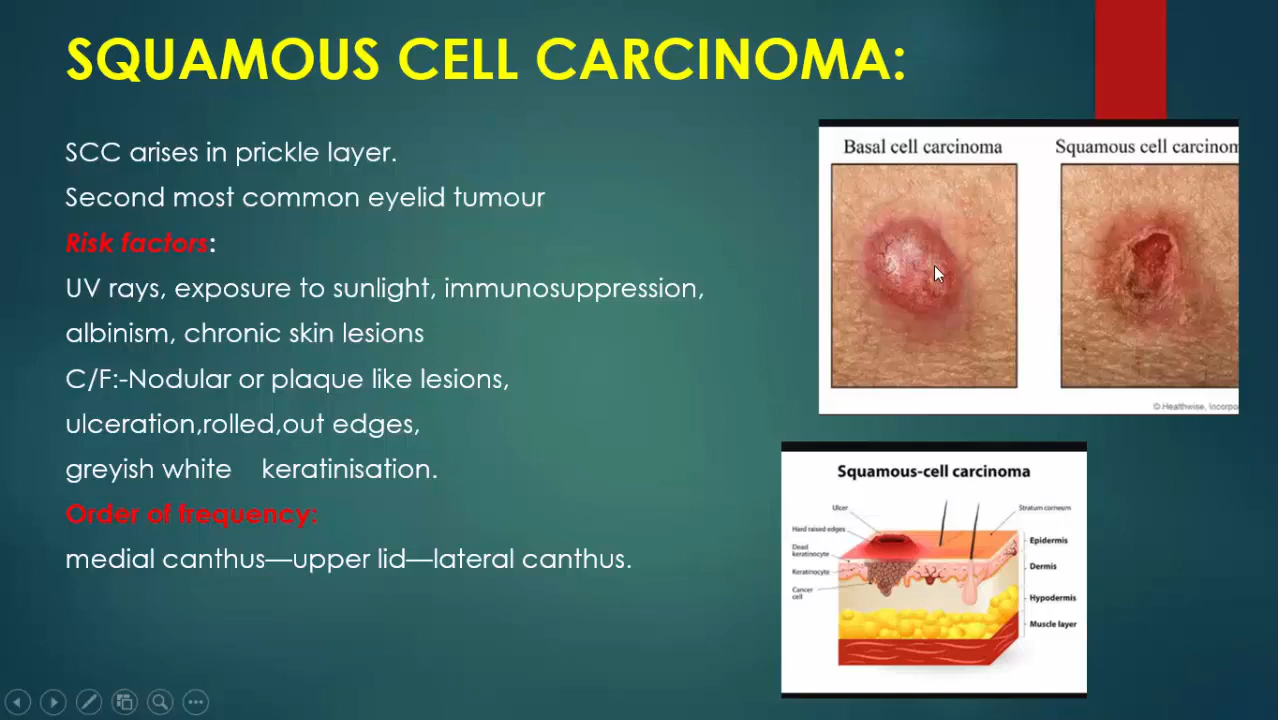 SQUAMOUS CELL CARCINOMA:
SCC arises in prickle layer.
Second most common eyelid tumour
Risk factors:
UV rays, exposure to sunlight, immunosuppression,
albinism, chronic skin lesions
C/F:-Nodular or plaque like lesions,
ulceration,rolled,out edges,
greyish white keratinisation.
Order of frequency:
medial canthus—upper lid—lateral canthus.
Basal cell carcinoma
Squamous cell carcinom
© Healthwise, Incorpo
Squamous-cell carcinoma
Ulcer
Hard raised edges
Dead
keratinocyte
Keratinocyte
Cancer
cell
Stratum corneum
Epidermis
Dermis
Hypodermis
Muscle layer